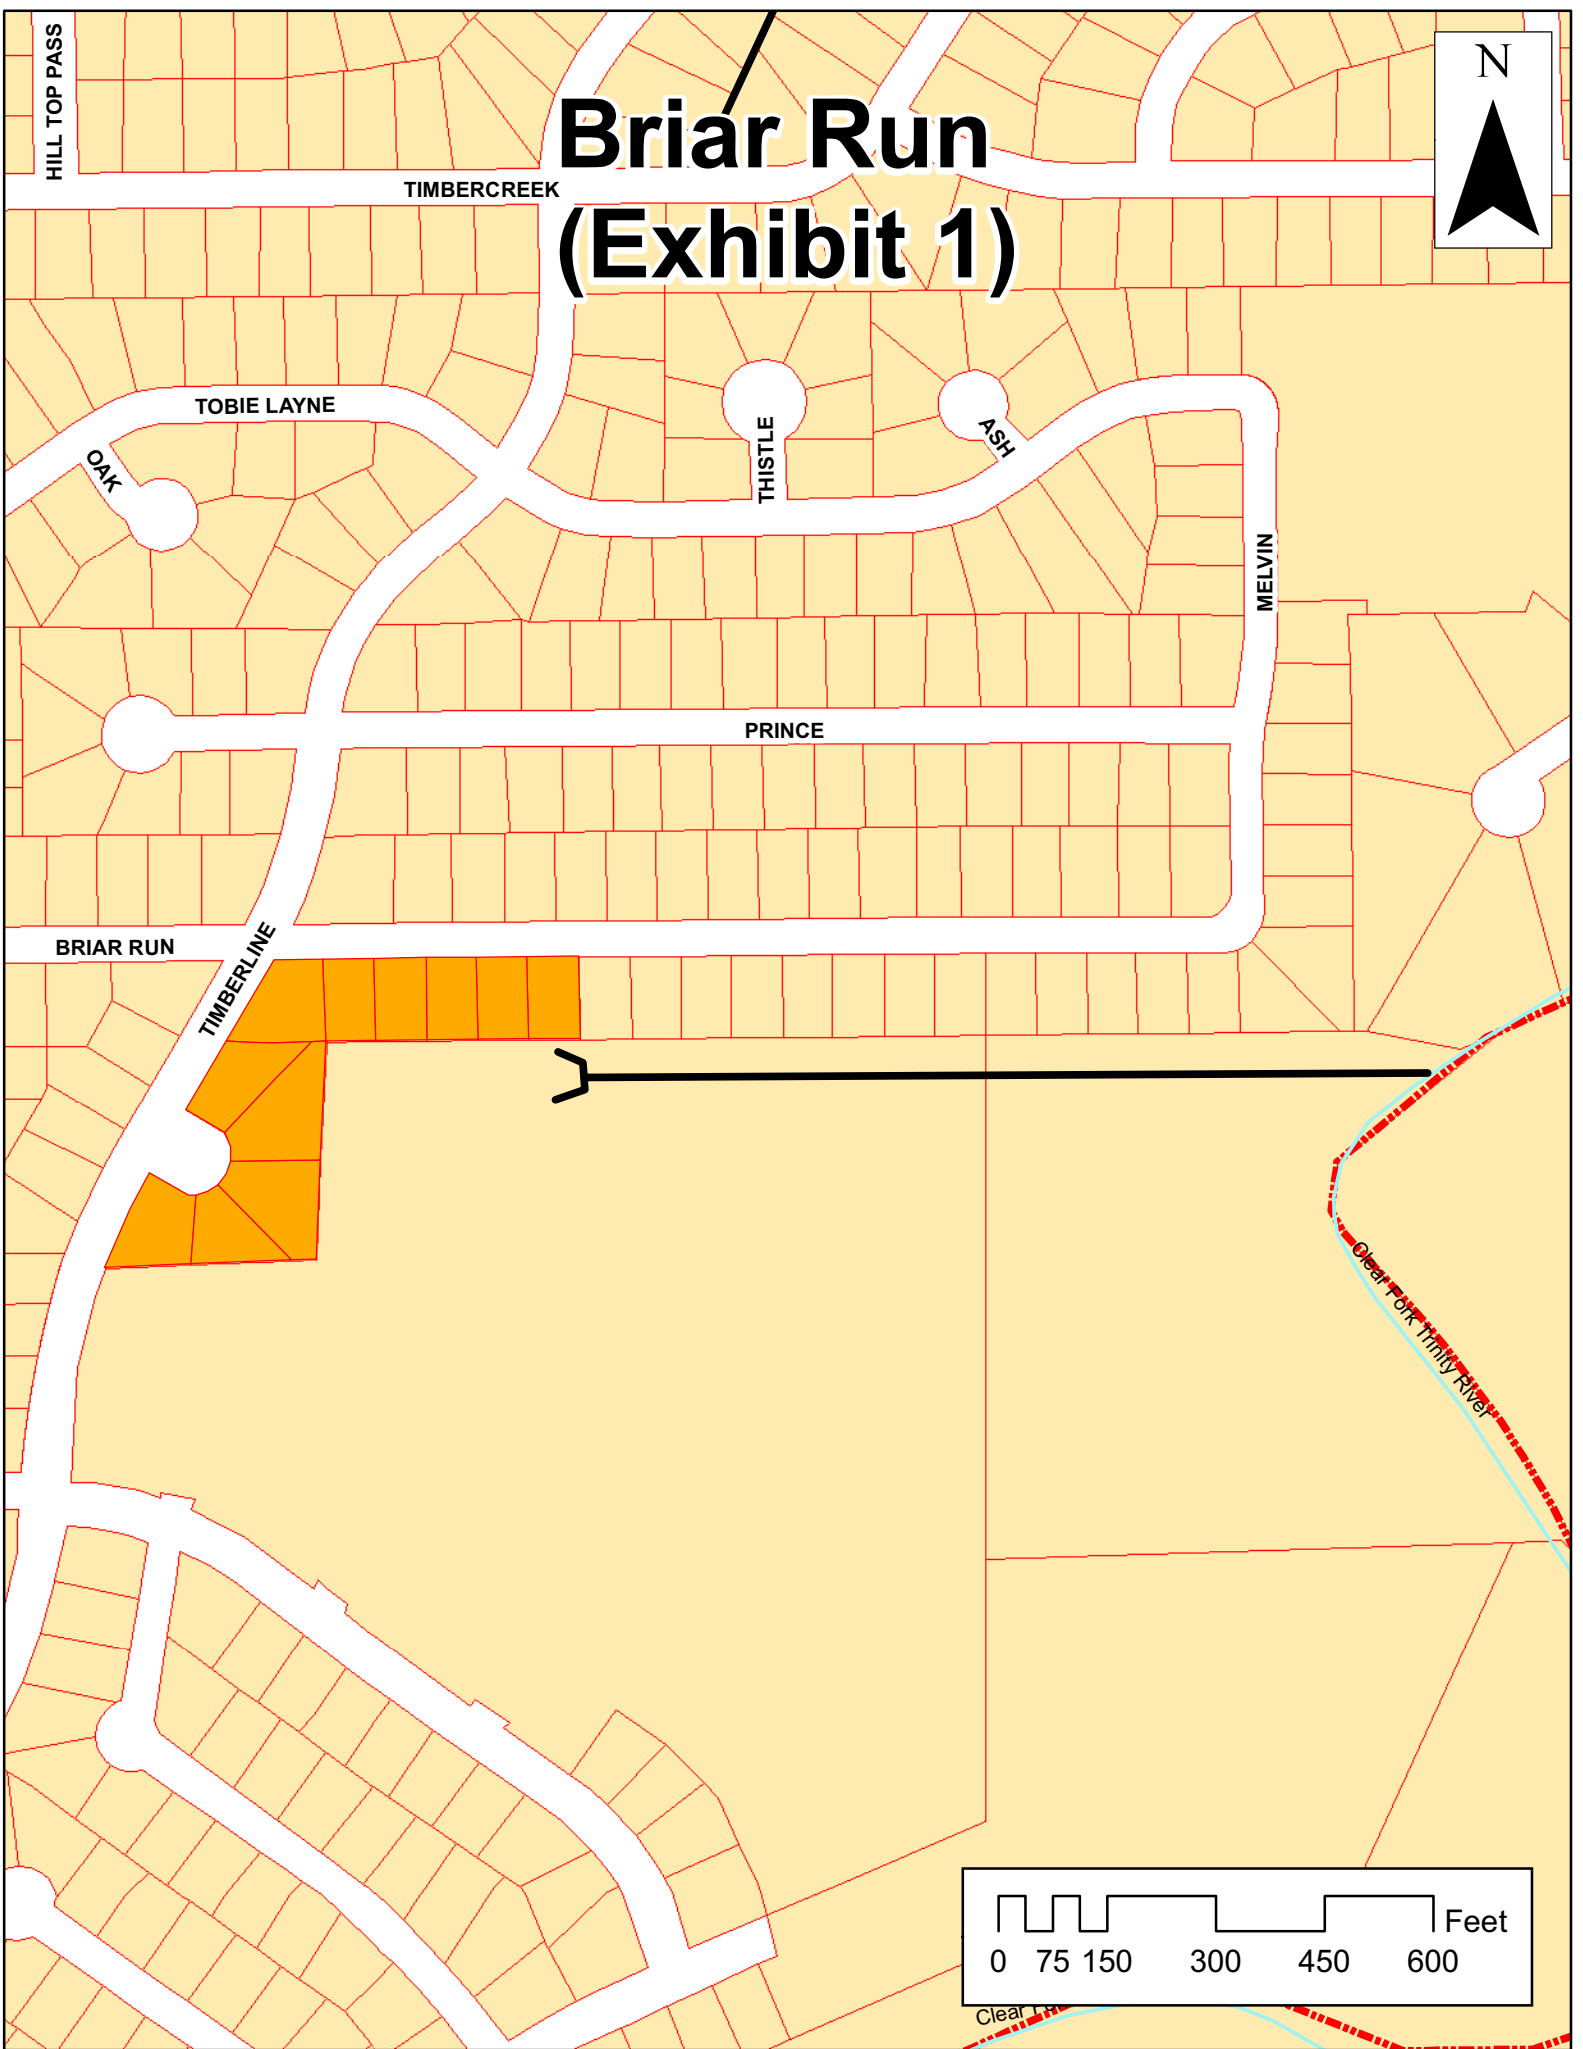 HILL TOP PASS
N
Briar Run
(Exhibit 1)
TIMBERCREEK
TOBIE LAYNE
OAK
THISTLE
ASH
MELVIN
PRINCE
BRIAR RUN
TIMBERLINE
Clear Fork Trinity River
Feet
0 75 150 300 450 600
Clear